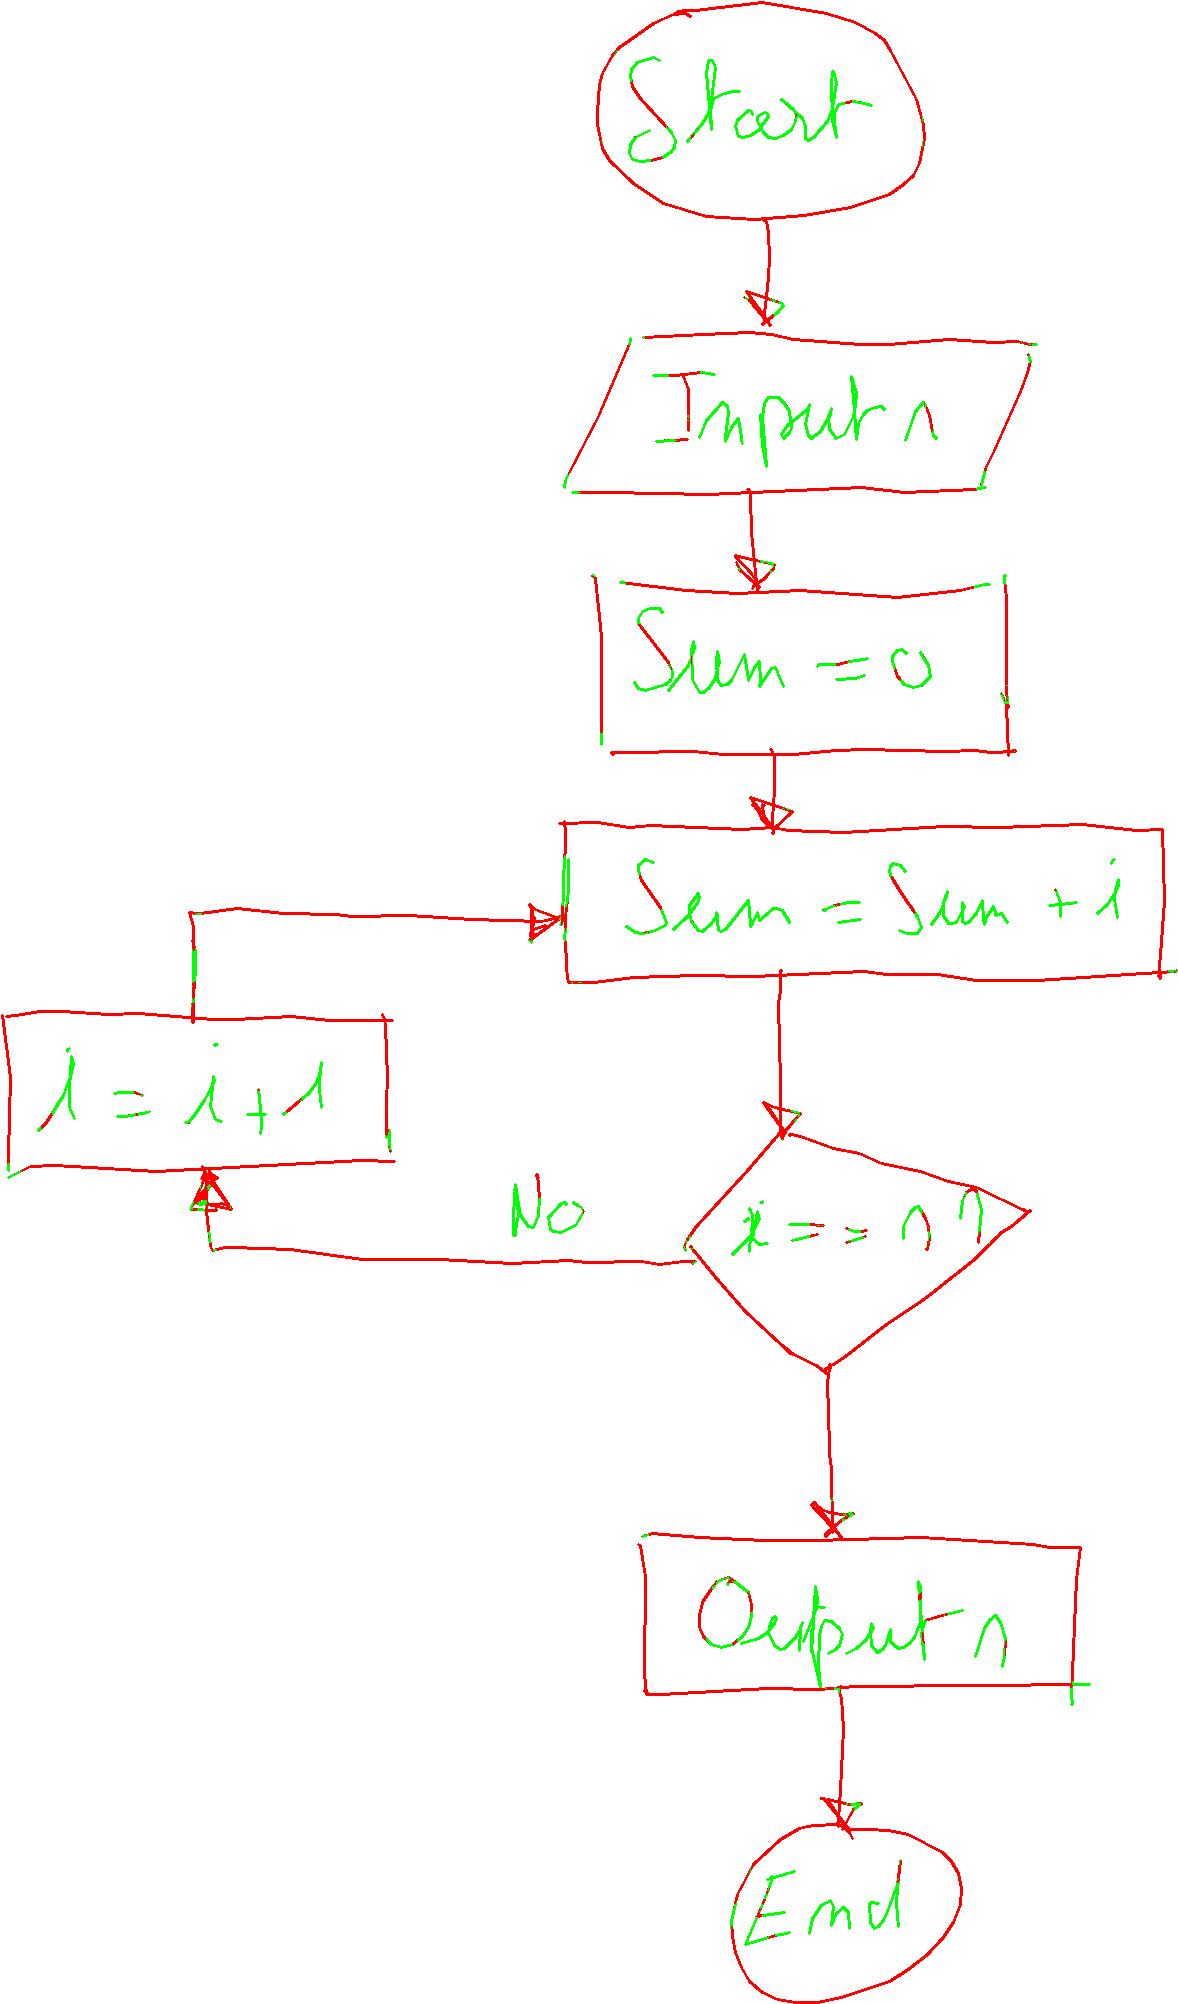 Start
Input n
Sum = 0
Sum = Sum + i
i = i + 1
No
i == n ?
Output n
End